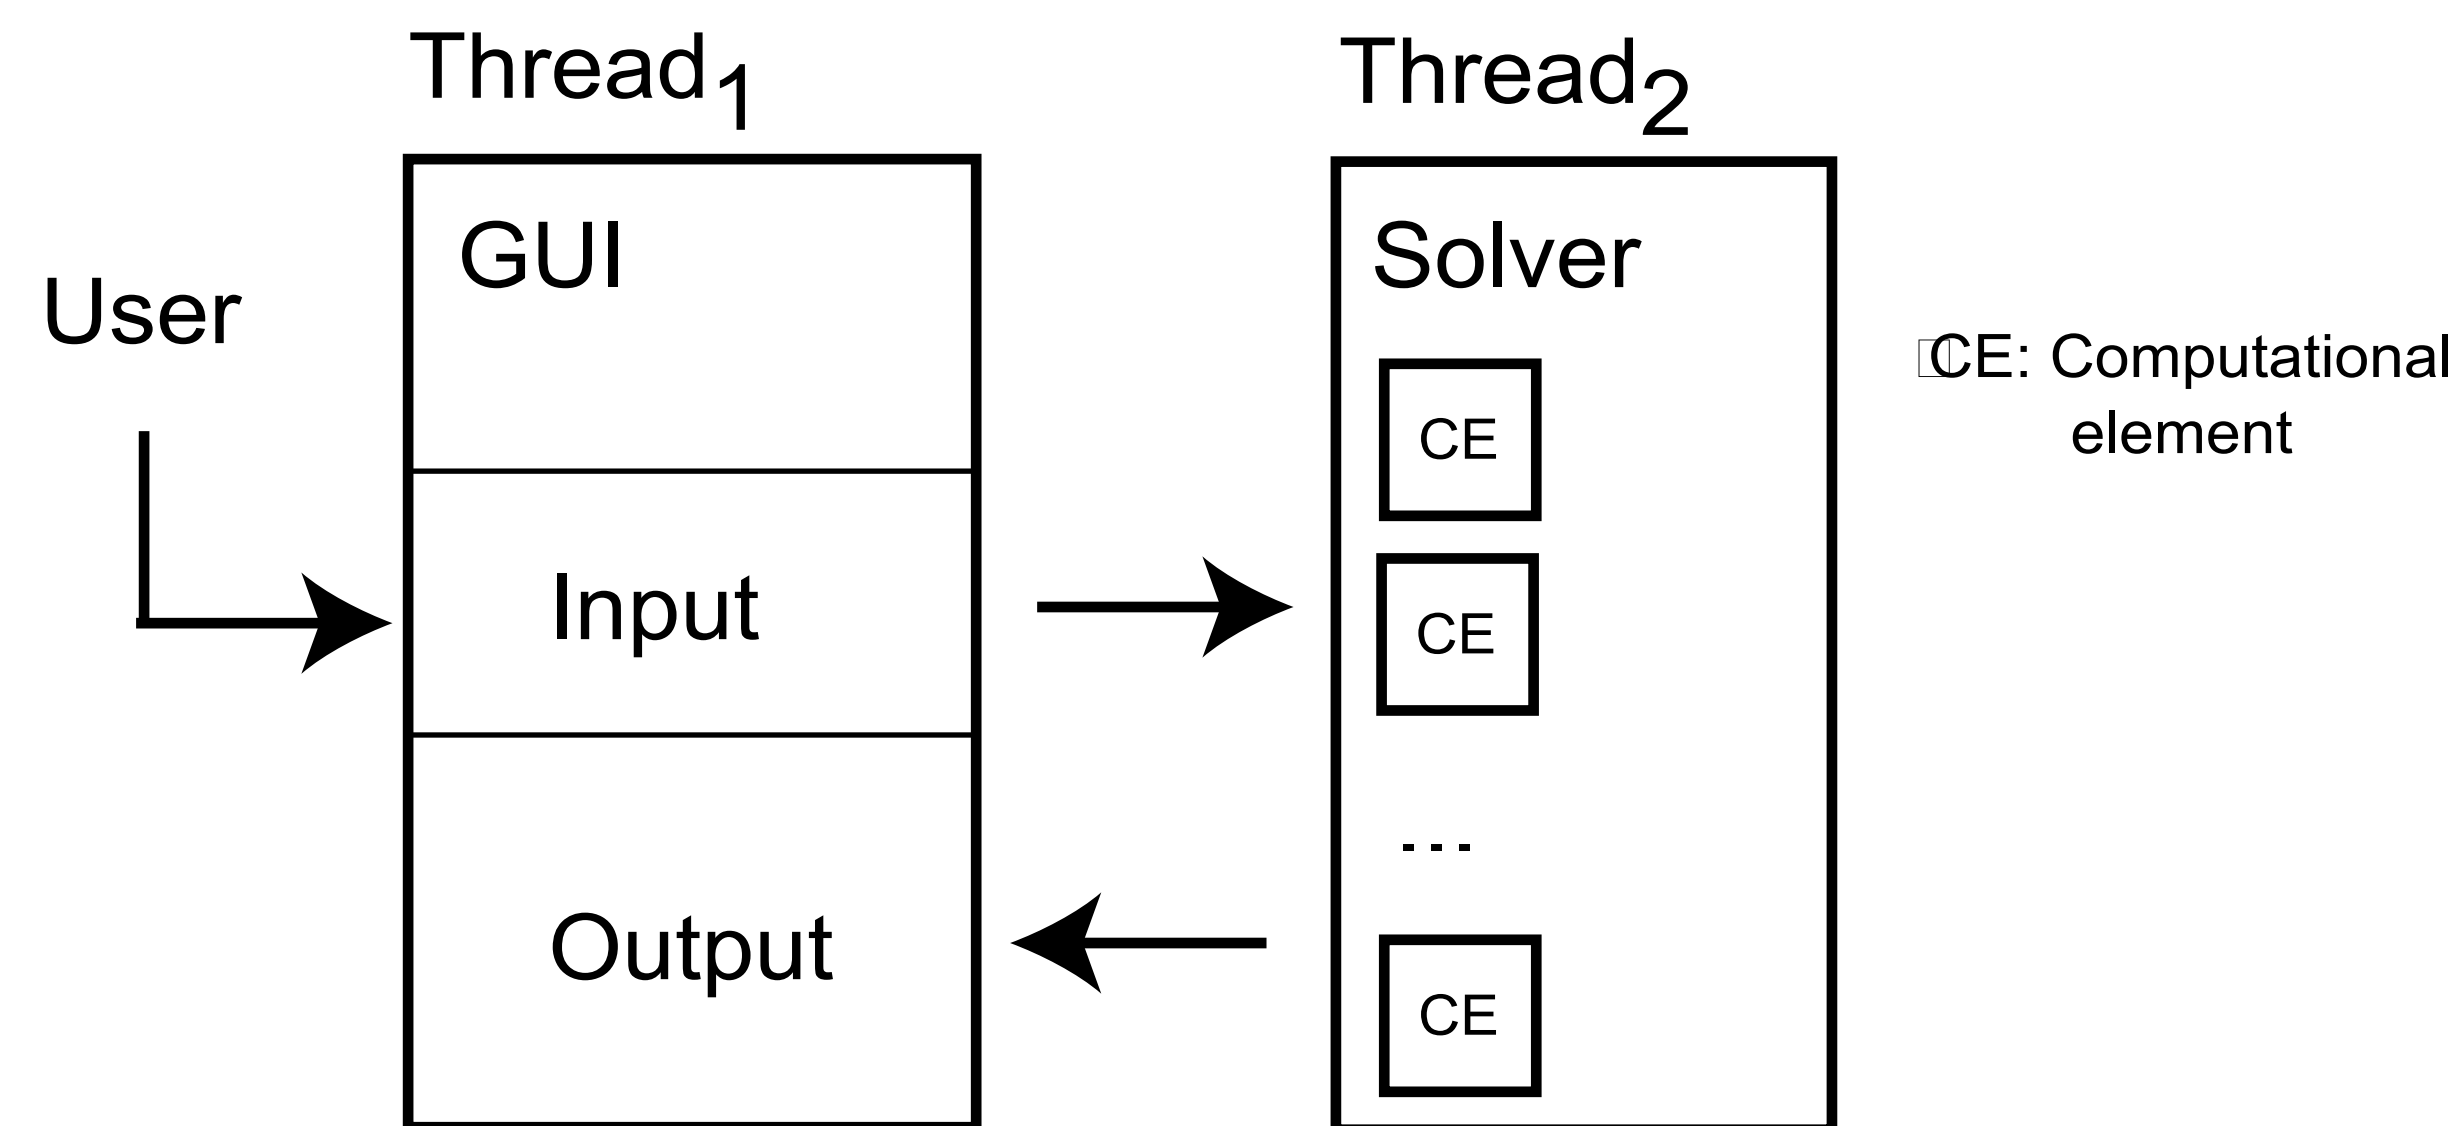 Thread1
Thread2
GUI
Solver
User
CE: Computational
element
CE
Input
CE
...
Output
CE